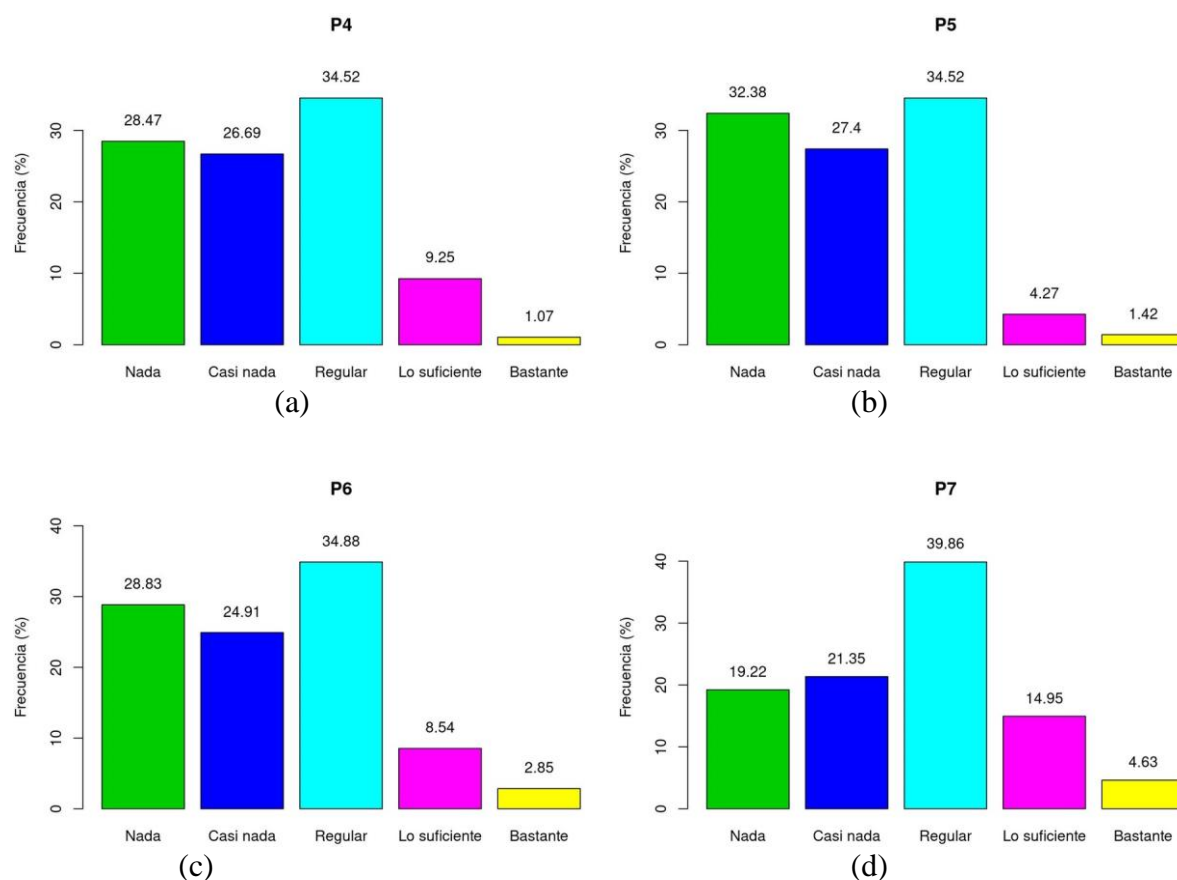 P4
34.52
28.47
26.69
9.25
1.07
Frecuencia (%)
30
20
10
0
Nada Casi nada Regular Lo suficiente Bastante
(a)
P5
34.52
32.38
27.4
4.27
1.42
Frecuencia (%)
30
20
10
0
Nada Casi nada Regular Lo suficiente Bastante
(b)
P6
34.88
28.83
24.91
8.54
2.85
Frecuencia (%)
40
30
20
10
0
Nada Casi nada Regular Lo suficiente Bastante
(c)
P7
39.86
19.22
21.35
14.95
4.63
Frecuencia (%)
40
30
20
10
0
Nada Casi nada Regular Lo suficiente Bastante
(d)